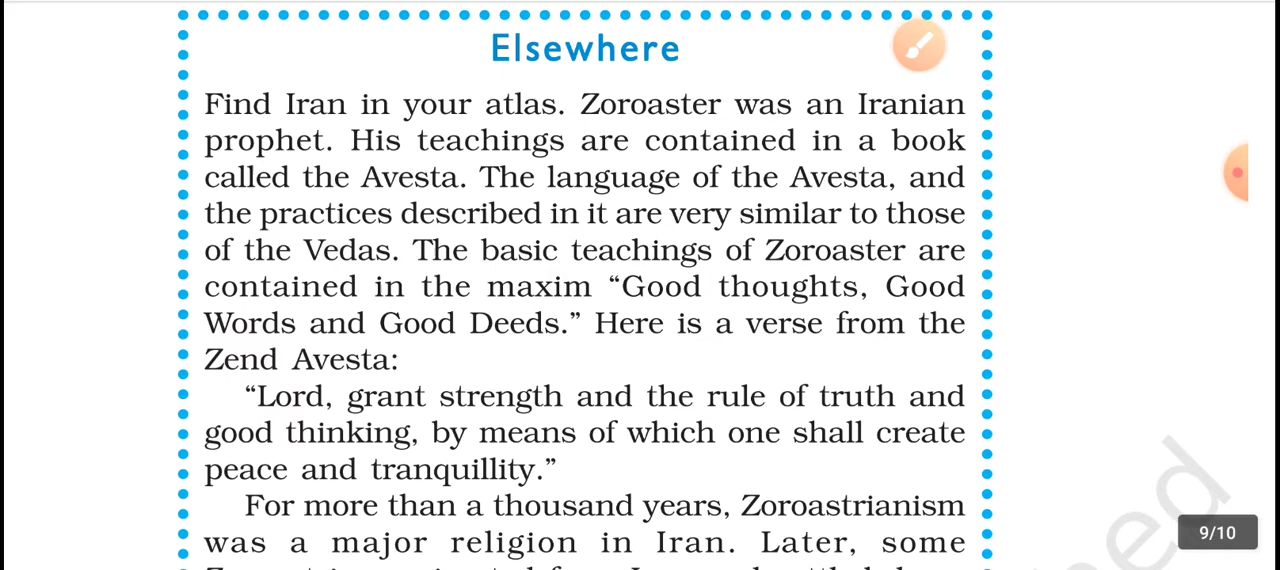 Elsewhere
Find Iran in your atlas. Zoroaster was an Iranian
prophet. His teachings are contained in a book
called the Avesta. The language of the Avesta, and
the practices described in it are very similar to those
of the Vedas. The basic teachings of Zoroaster are
contained in the maxim “Good thoughts, Good
Words and Good Deeds.” Here is a verse from the
Zend Avesta:
“Lord, grant strength and the rule of truth and
good thinking, by means of which one shall create
peace and tranquillity.”
For more than a thousand years, Zoroastrianism
was a major religion in Iran. Later, some
9/10